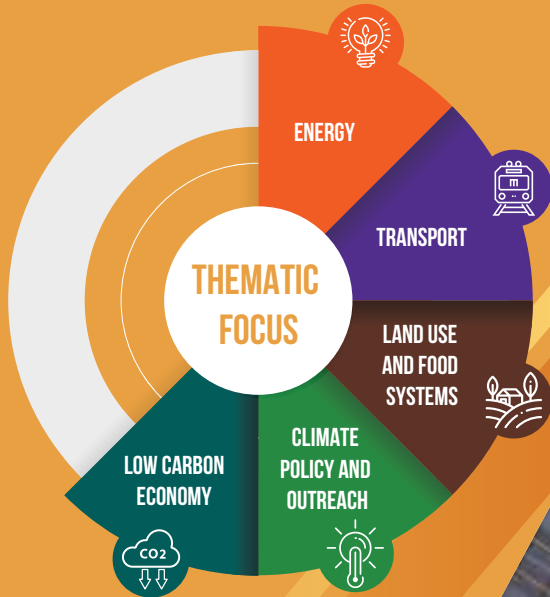 ENERGY
TRANSPORT
THEMATIC
FOCUS
LAND USE
AND FOOD
SYSTEMS
CLIMATE
POLICY AND
OUTREACH
LOW CARBON
ECONOMY
CO2